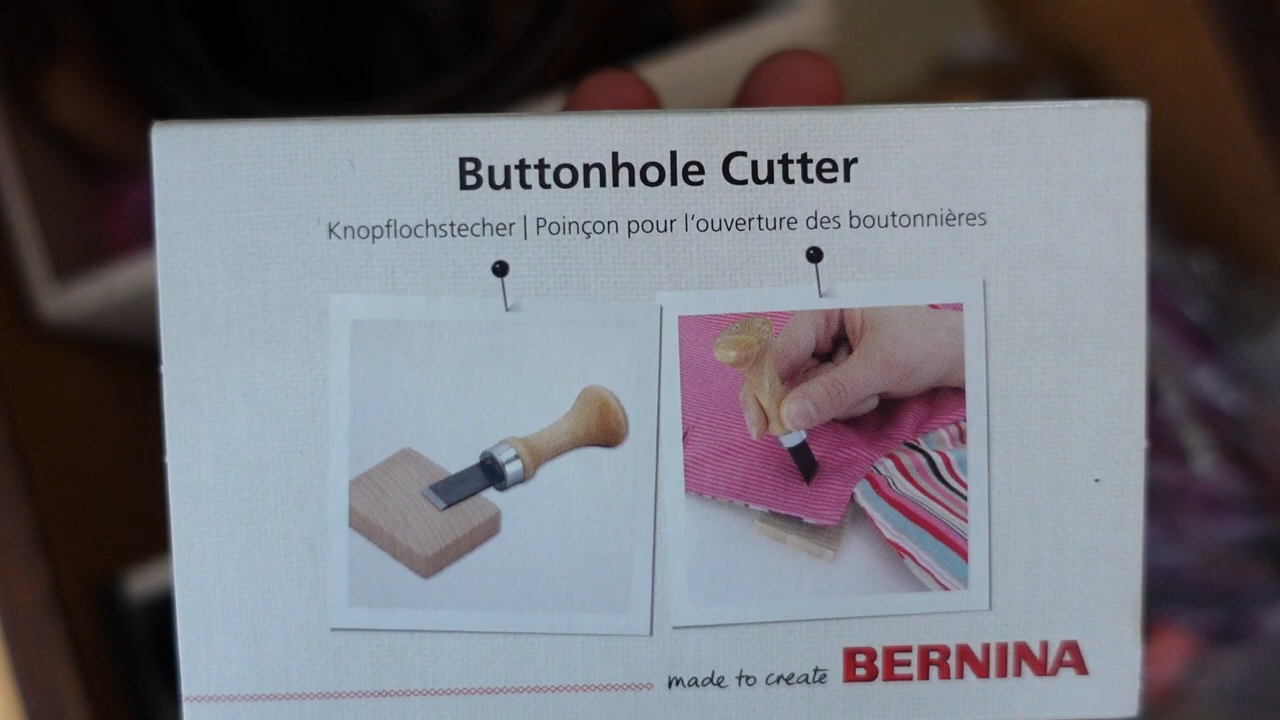 Buttonhole Cutter
Knopflochstecher | Poinçon pour l'ouverture des boutonnières
made to create BERNINA